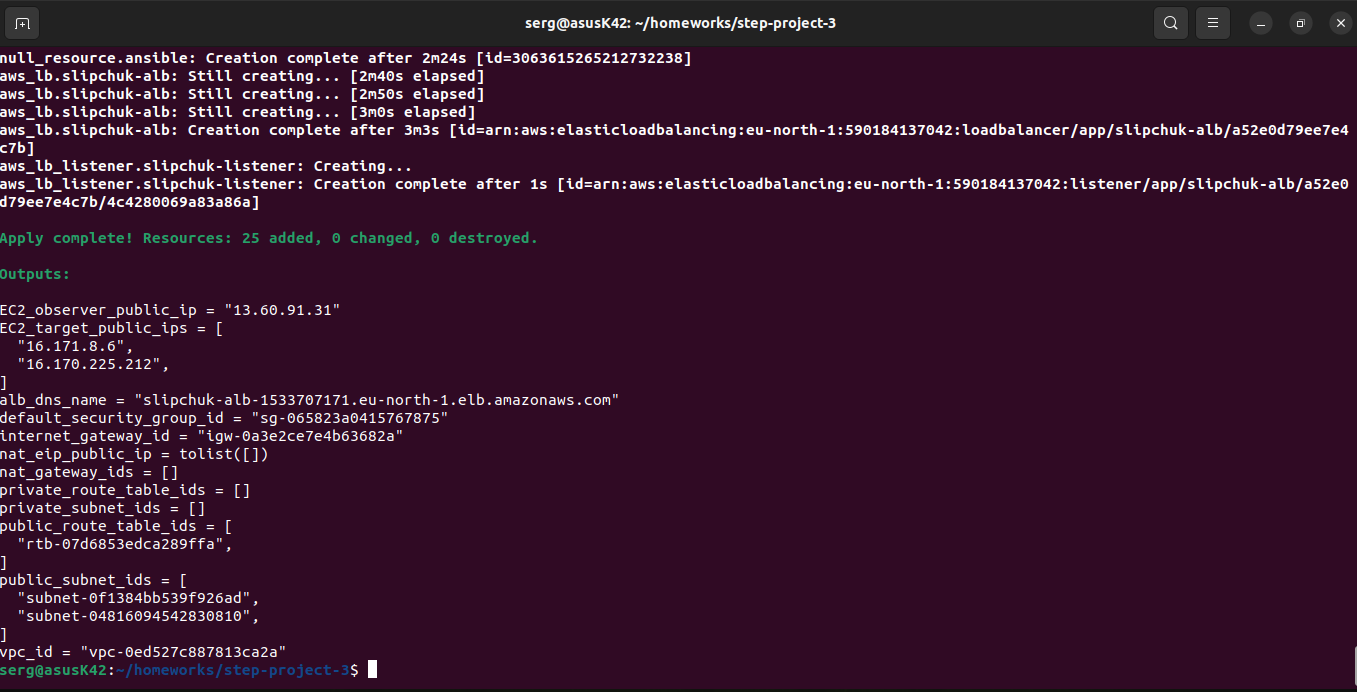 serg@asusK42: ~/homeworks/step-project-3
null_resource.ansible: Creation complete after 2m24s [id=3063615265212732238]
aws_lb.slipchuk-alb: Still creating... [2m40s elapsed]
aws_lb.slipchuk-alb: Still creating... [2m50s elapsed]
aws_lb.slipchuk-alb: Still creating... [3m0s elapsed]
aws_lb.slipchuk-alb: Creation complete after 3m3s [id=arn:aws:elasticloadbalancing:eu-north-1:590184137042:loadbalancer/app/slipchuk-alb/a52e0d79ee7e4
c7b]
aws_lb_listener.slipchuk-listener: Creating...
aws_lb_listener.slipchuk-listener: Creation complete after 1s [id=arn:aws:elasticloadbalancing:eu-north-1:590184137042:listener/app/slipchuk-alb/a52e0
d79ee7e4c7b/4c4280069a83a86a]
Apply complete! Resources: 25 added, 0 changed, 0 destroyed.
Outputs:
EC2_observer_public_ip = "13.60.91.31"
EC2_target_public_ips = [
  "16.171.8.6",
  "16.170.225.212",
]
alb_dns_name = "slipchuk-alb-1533707171.eu-north-1.elb.amazonaws.com"
default_security_group_id = "sg-065823a0415767875"
internet_gateway_id = "igw-0a3e2ce7e4b63682a"
nat_eip_public_ip = tolist([])
nat_gateway_ids = []
private_route_table_ids = []
private_subnet_ids = []
public_route_table_ids = [
  "rtb-07d6853edca289ffa",
]
public_subnet_ids = [
  "subnet-0f1384bb539f926ad",
  "subnet-04816094542830810",
]
vpc_id = "vpc-0ed527c887813ca2a"
serg@asusK42:~/homeworks/step-project-3$